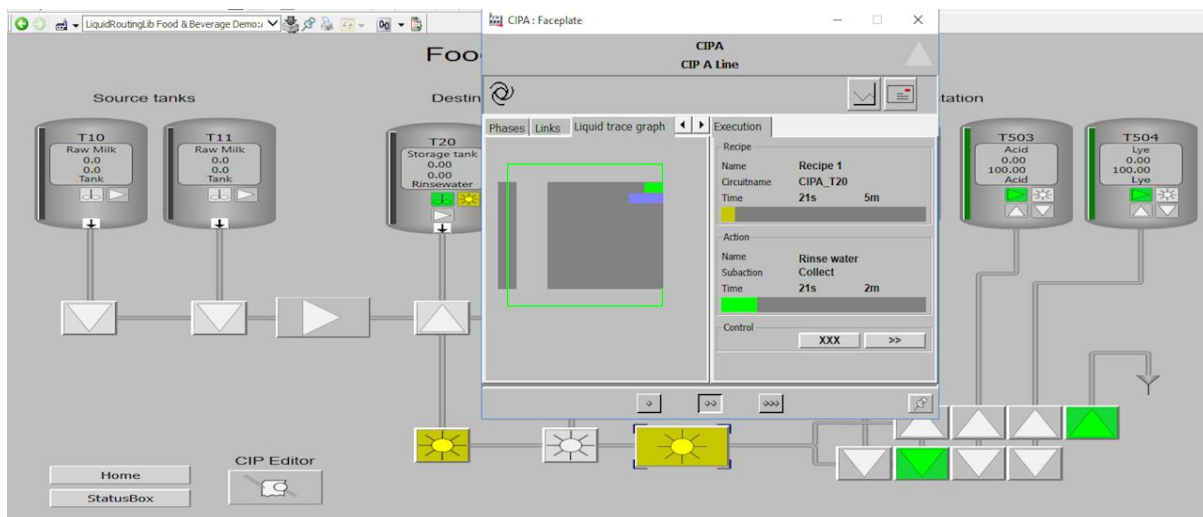 LiquidRoutingLib Food & Beverage Demo:
CIPA : Faceplate
Foo
CIPA
CIP A Line
Source tanks
Destin
tation
T10
Raw Milk
0.0
0.0
Tank
T11
Raw Milk
0.0
0.0
Tank
T20
Storage tank
0.00
0.00
Rinsewater
Phases
Links
Liquid trace graph
Execution
Recipe
Name Recipe 1
Circuitname CIPA_T20
Time 21s 5m
Action
Name Rinse water
Subaction Collect
Time 21s 2m
Control
XXX >>
T503
Acid
0.00
100.00
Acid
T504
Lye
0.00
100.00
Lye
Home
StatusBox
CIP Editor